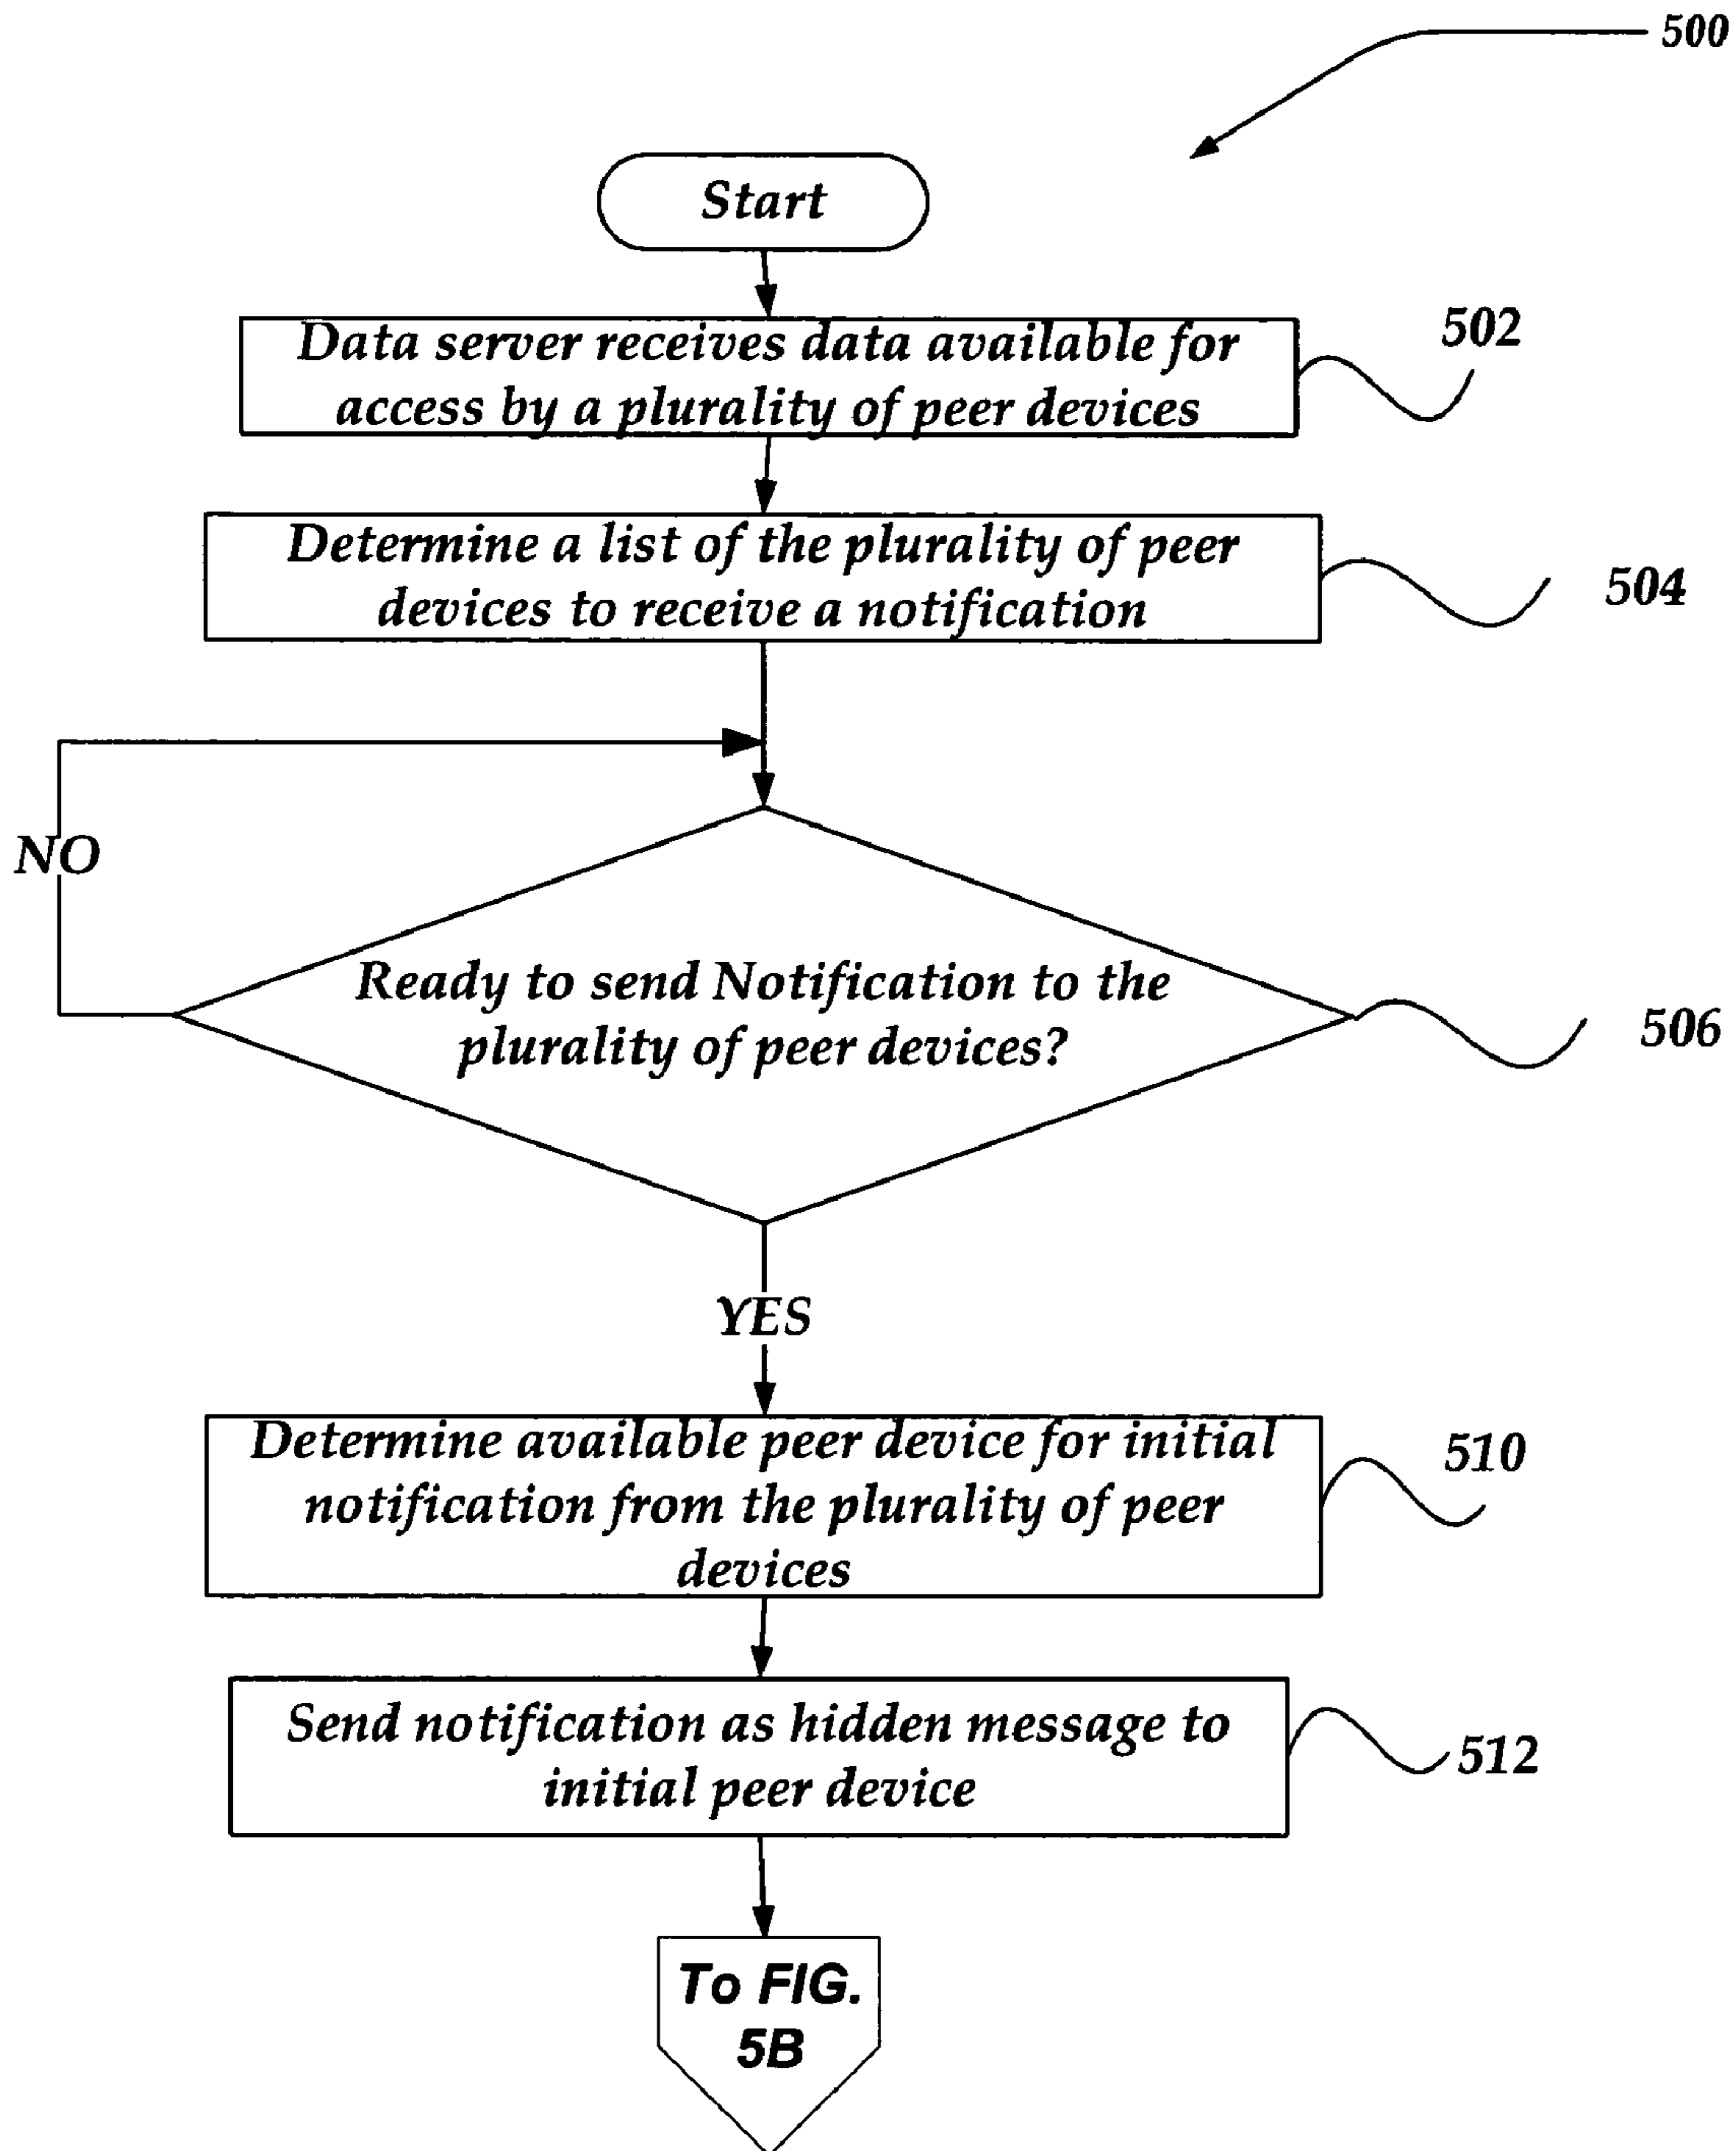 500
Start
Data server receives data available for
access by a plurality of peer devices
502
Determine a list of the plurality of peer
devices to receive a notification
504
NO
Ready to send Notification to the
plurality of peer devices?
506
YES
Determine available peer device for initial
notification from the plurality of peer
devices
510
Send notification as hidden message to
initial peer device
512
To FIG.
5B